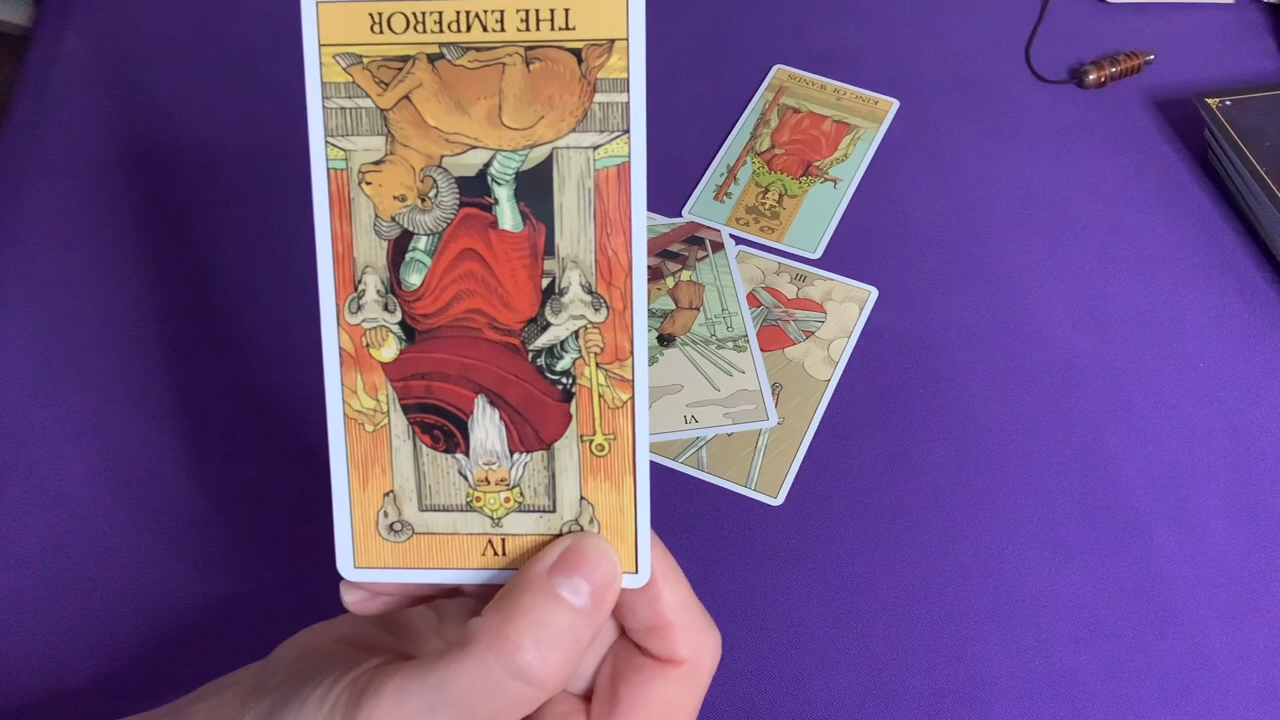 THE EMPEROR
IV
KING OF WANDS
III
VI